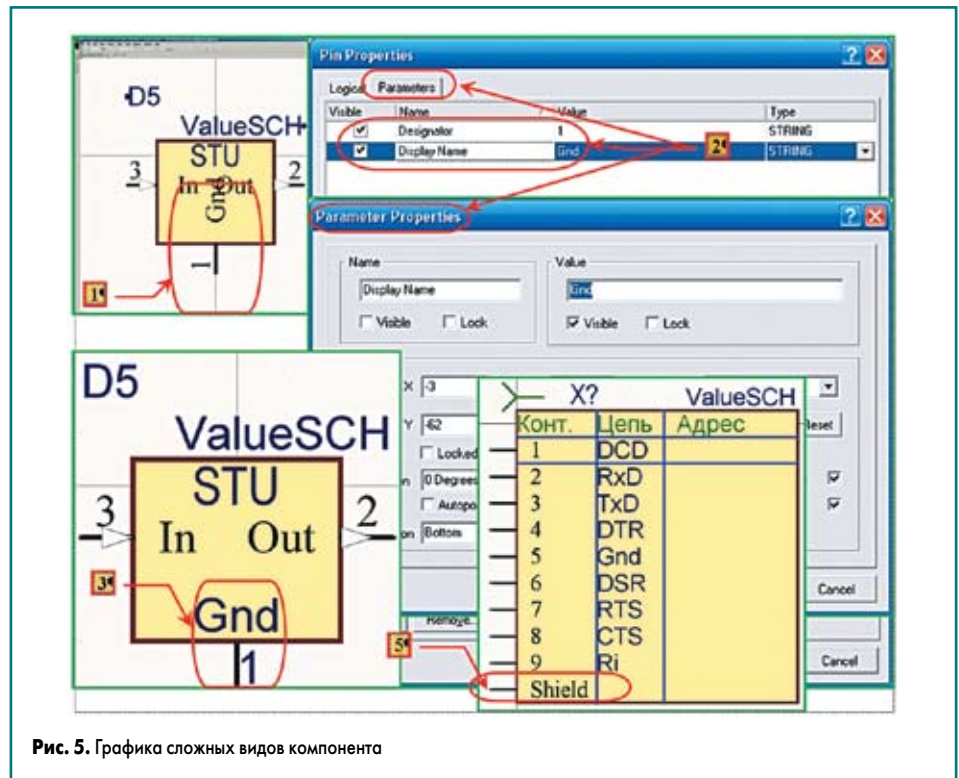 D5
ValueSCH
STU
3
In Out
2
Gnd
1
1
Pin Properties
Logical Parameters
Visible Name Value Type
Designator 1 STRING
Display Name Gnd STRING
2
Parameter Properties
Name
Display Name
Visible Lock
Value
Gnd
Visible Lock
X -3
Y -62
Locked
0 Degrees
Bottom
Cancel
Remove...
Cancel
D5
ValueSCH
STU
3
In Out
2
3
Gnd
1
X? ValueSCH
Конт. Цепь Адрес
1 DCD
2 RxD
3 TxD
4 DTR
5 Gnd
6 DSR
7 RTS
8 CTS
9 Ri
Shield
5
Рис. 5. Графика сложных видов компонента